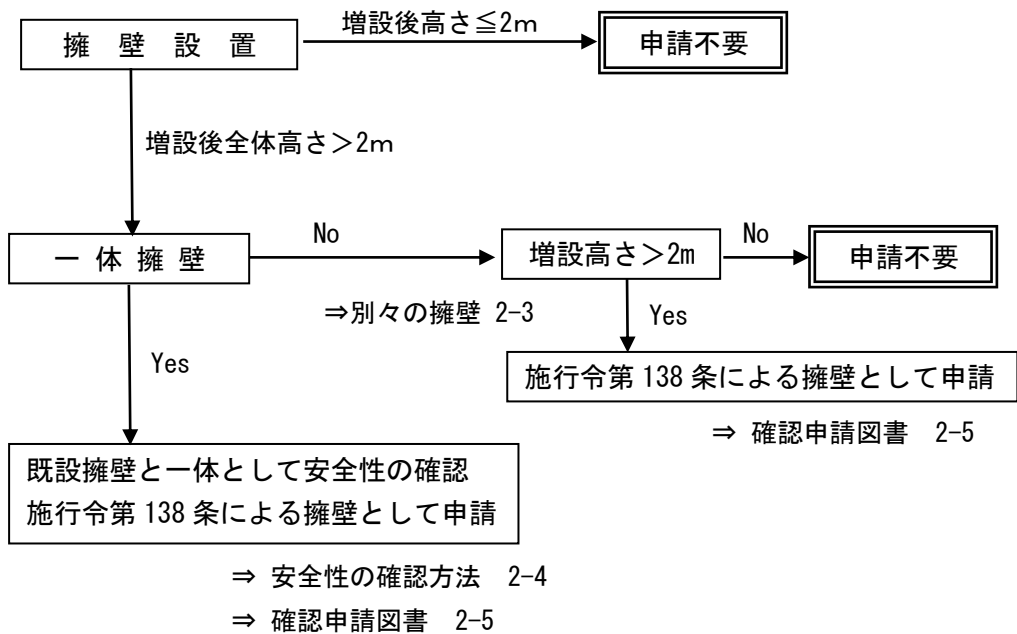 増設後高さ≦2ｍ
擁 壁 設 置
申請不要
増設後全体高さ＞2ｍ
一 体 擁 壁
No
増設高さ＞2m
No
申請不要
⇒別々の擁壁 2-3
Yes
Yes
施行令第 138 条による擁壁として申請
⇒ 確認申請図書 2-5
既設擁壁と一体として安全性の確認
施行令第 138 条による擁壁として申請
⇒ 安全性の確認方法 2-4
⇒ 確認申請図書 2-5